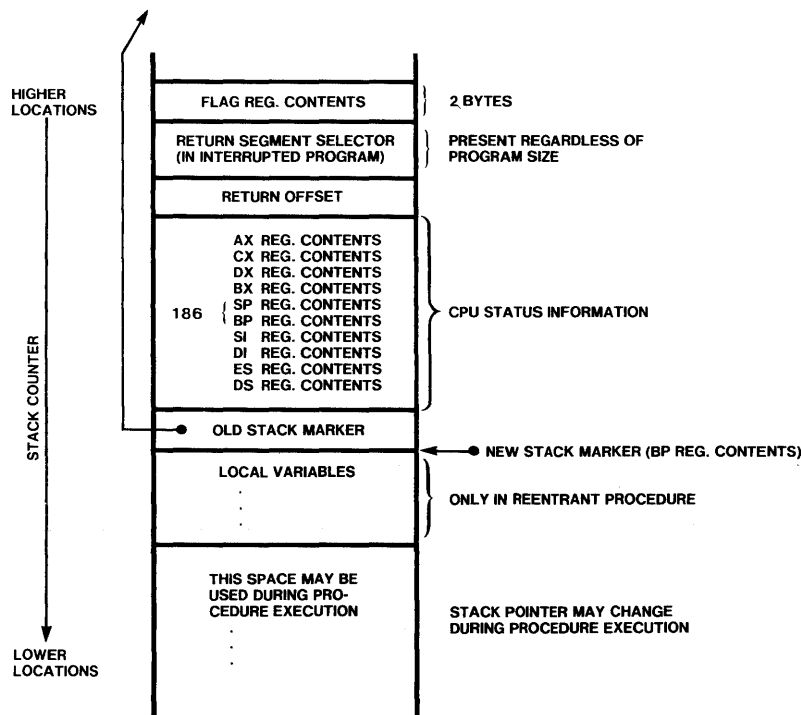 HIGHER
LOCATIONS
FLAG REG. CONTENTS
2 BYTES
RETURN SEGMENT SELECTOR
(IN INTERRUPTED PROGRAM)
PRESENT REGARDLESS OF
PROGRAM SIZE
RETURN OFFSET
AX REG. CONTENTS
CX REG. CONTENTS
DX REG. CONTENTS
BX REG. CONTENTS
186
SP REG. CONTENTS
BP REG. CONTENTS
SI REG. CONTENTS
DI REG. CONTENTS
ES REG. CONTENTS
DS REG. CONTENTS
CPU STATUS INFORMATION
STACK COUNTER
OLD STACK MARKER
NEW STACK MARKER (BP REG. CONTENTS)
LOCAL VARIABLES
ONLY IN REENTRANT PROCEDURE
THIS SPACE MAY BE
USED DURING PRO-
CEDURE EXECUTION
STACK POINTER MAY CHANGE
DURING PROCEDURE EXECUTION
LOWER
LOCATIONS